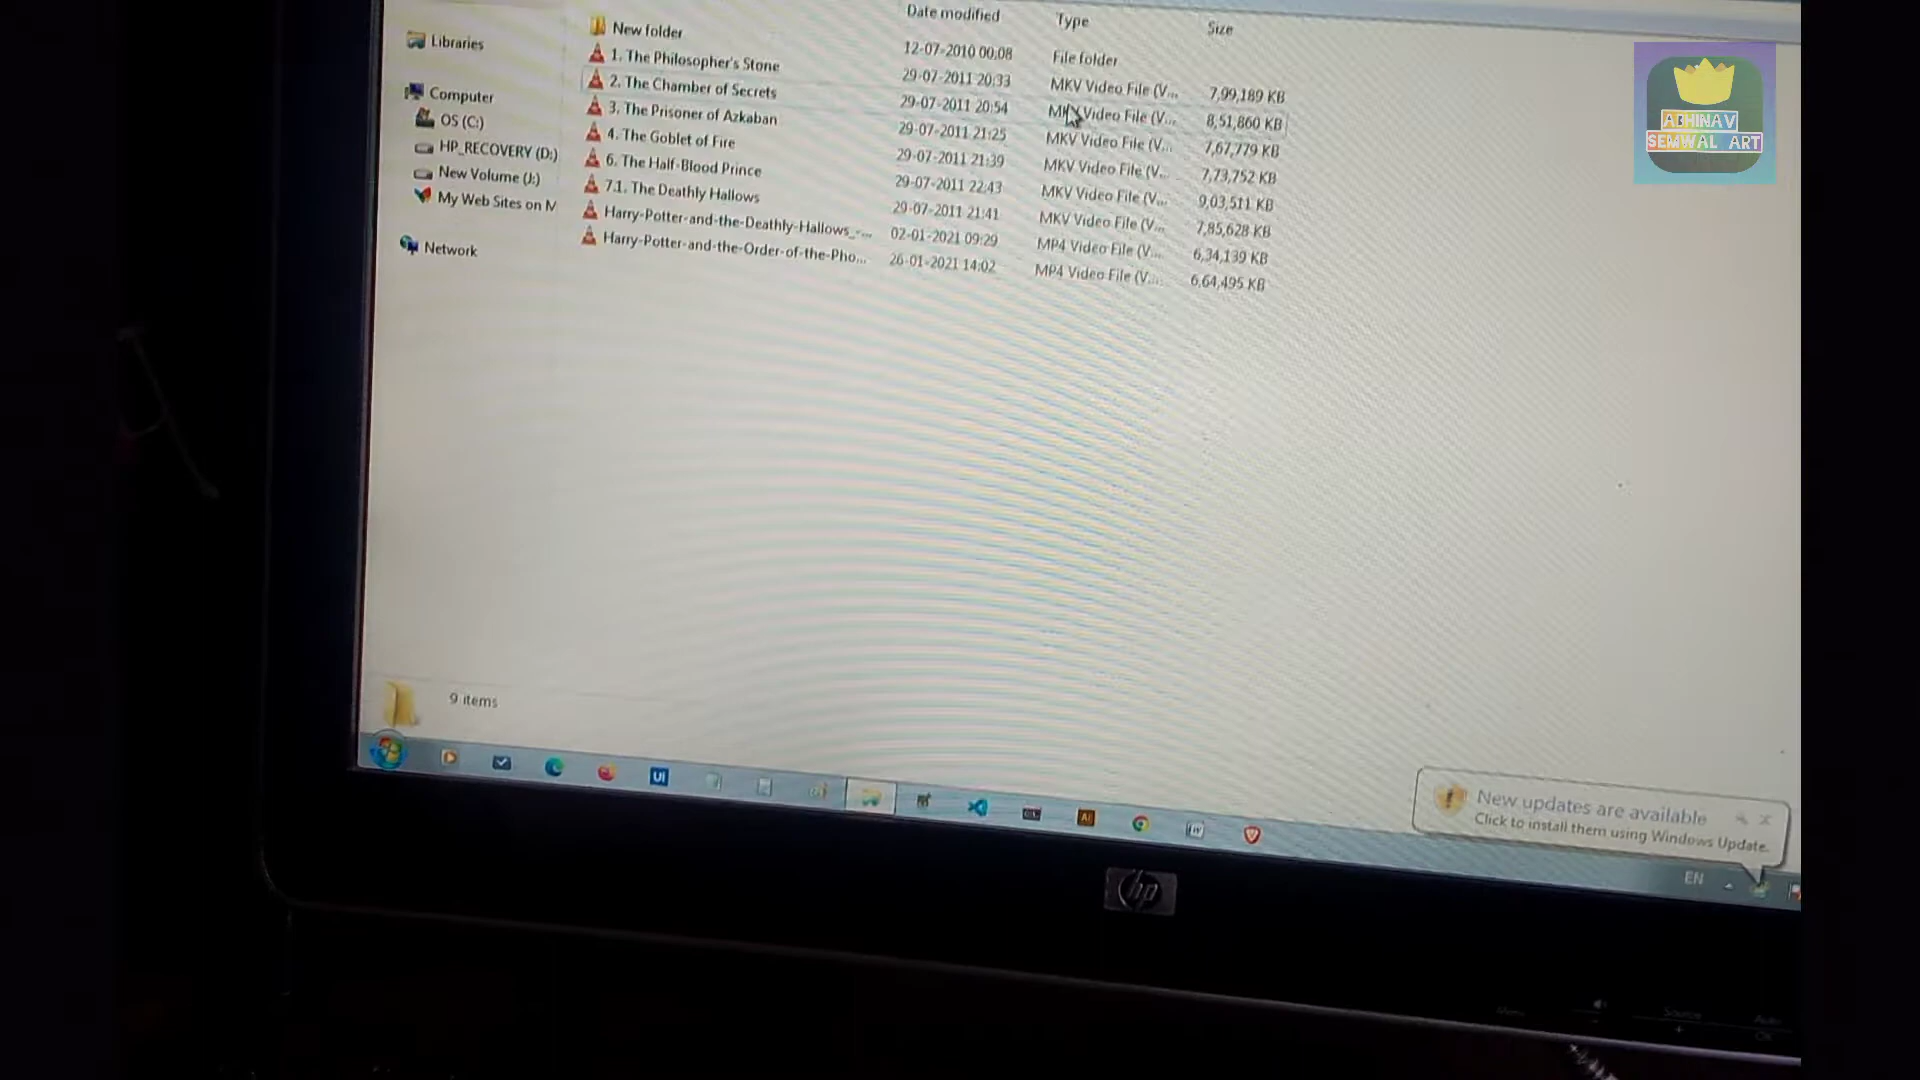 Date modified Type Size
Libraries
Computer
OS (C:)
HP_RECOVERY (D:)
New Volume (J:)
My Web Sites on M
Network
New folder 12-07-2010 00:08 File folder
1. The Philosopher's Stone 29-07-2011 20:33 MKV Video File (V... 7,99,189 KB
2. The Chamber of Secrets 29-07-2011 20:54 MKV Video File (V... 8,51,860 KB
3. The Prisoner of Azkaban 29-07-2011 21:25 MKV Video File (V... 7,67,779 KB
4. The Goblet of Fire 29-07-2011 21:39 MKV Video File (V... 7,73,752 KB
6. The Half-Blood Prince 29-07-2011 22:43 MKV Video File (V... 9,03,511 KB
7.1. The Deathly Hallows 29-07-2011 21:41 MKV Video File (V... 7,85,628 KB
Harry-Potter-and-the-Deathly-Hallows_-... 02-01-2021 09:29 MP4 Video File (V... 6,34,139 KB
Harry-Potter-and-the-Order-of-the-Pho... 26-01-2021 14:02 MP4 Video File (V... 6,64,495 KB
ABHINAV
SEMWAL ART
9 items
UI
Ai
New updates are available
Click to install them using Windows Update.
EN
hp
Menu
Source
Auto
OK